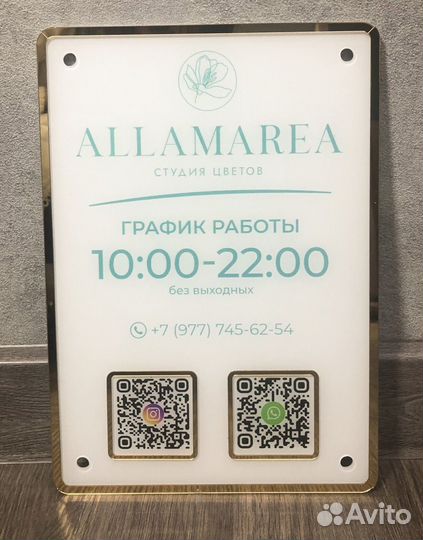 ALLAMAREA
СТУДИЯ ЦВЕТОВ
ГРАФИК РАБОТЫ
10:00-22:00
без выходных
+7 (977) 745-62-54
Avito